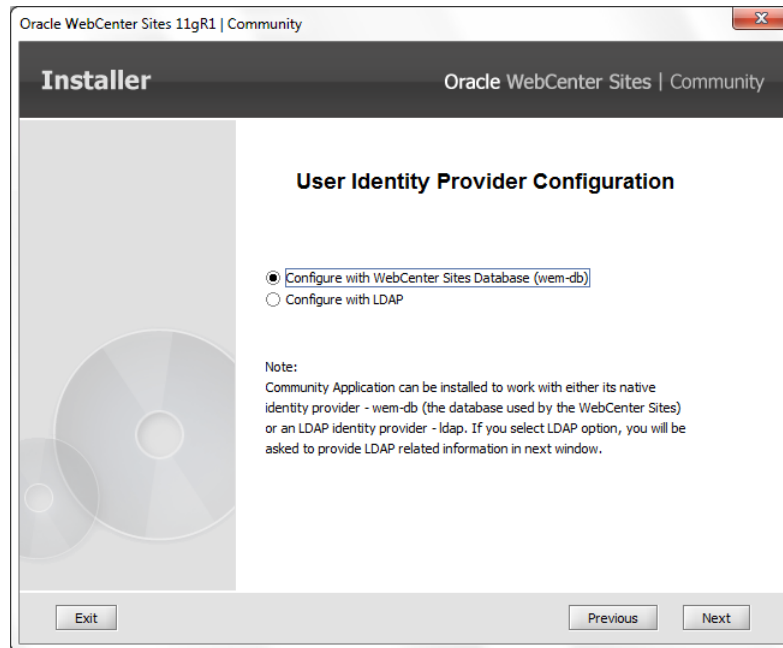 Oracle WebCenter Sites 11gR1 | Community
Installer
Oracle WebCenter Sites | Community
User Identity Provider Configuration
Configure with WebCenter Sites Database (wem-db)
Configure with LDAP
Note:
Community Application can be installed to work with either its native
identity provider - wem-db (the database used by the WebCenter Sites)
or an LDAP identity provider - ldap. If you select LDAP option, you will be
asked to provide LDAP related information in next window.
Exit
Previous
Next